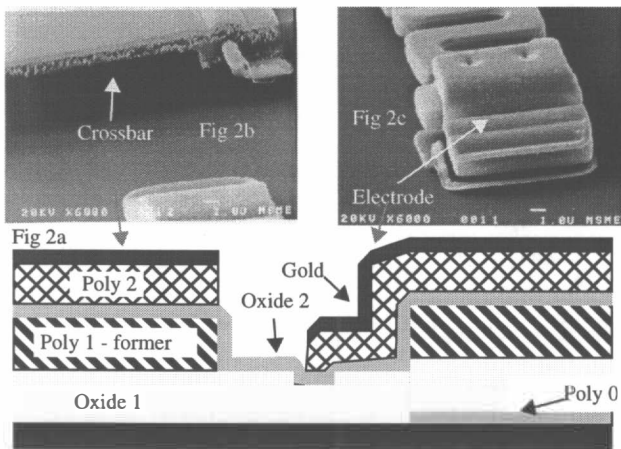 Crossbar
Fig 2b
20KV X6000 0012 1.0U MSME
Fig 2c
Electrode
20KV X6000 0011 1.0U MSME
Fig 2a
Poly 2
Gold
Oxide 2
Poly 1 - former
Oxide 1
Poly 0